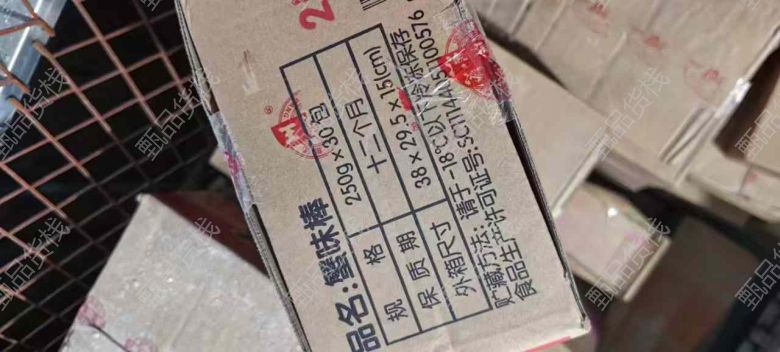 品名:蟹味棒
规 格 250g×30包
保 质 期 十二个月
外箱尺寸 38×29.5×15(cm)
贮藏方法: 请于-18℃以下冷冻保存
食品生产许可证号:
甄品货栈